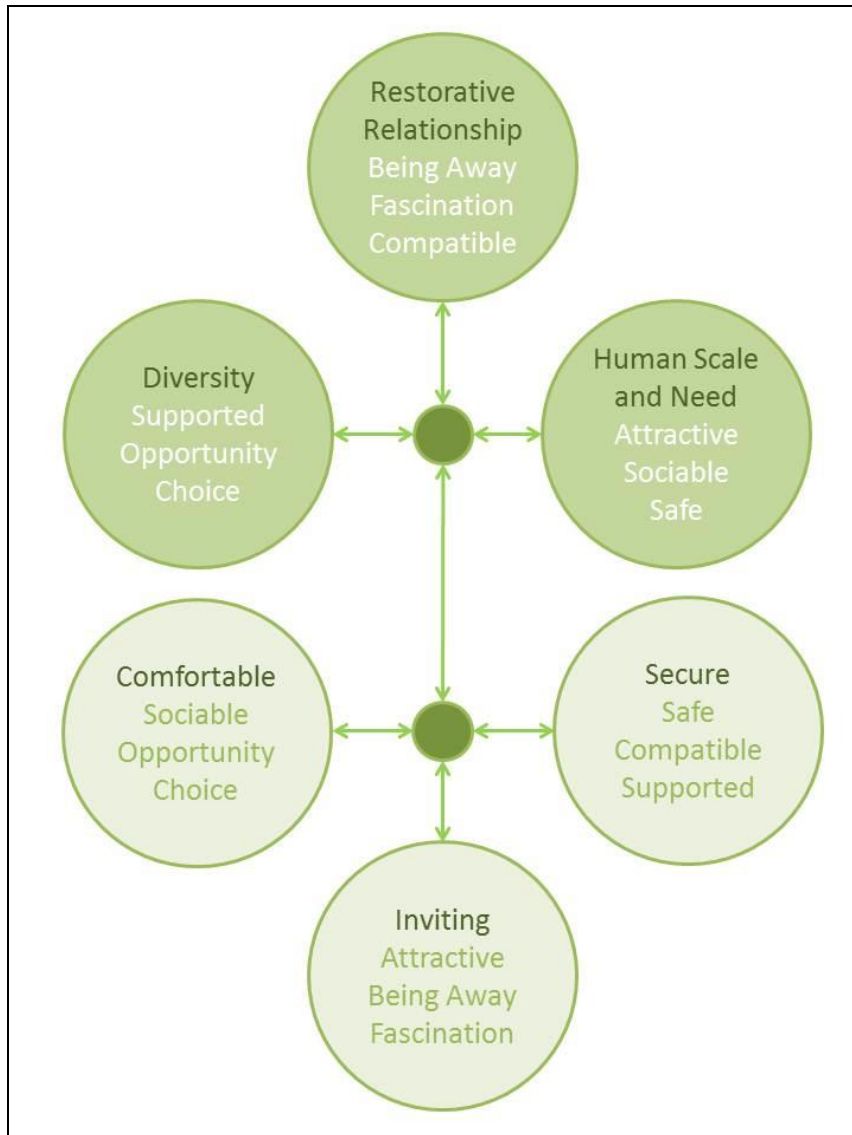 Restorative
Relationship
Being Away
Fascination
Compatible
Diversity
Supported
Opportunity
Choice
Human Scale
and Need
Attractive
Sociable
Safe
Comfortable
Sociable
Opportunity
Choice
Secure
Safe
Compatible
Supported
Inviting
Attractive
Being Away
Fascination